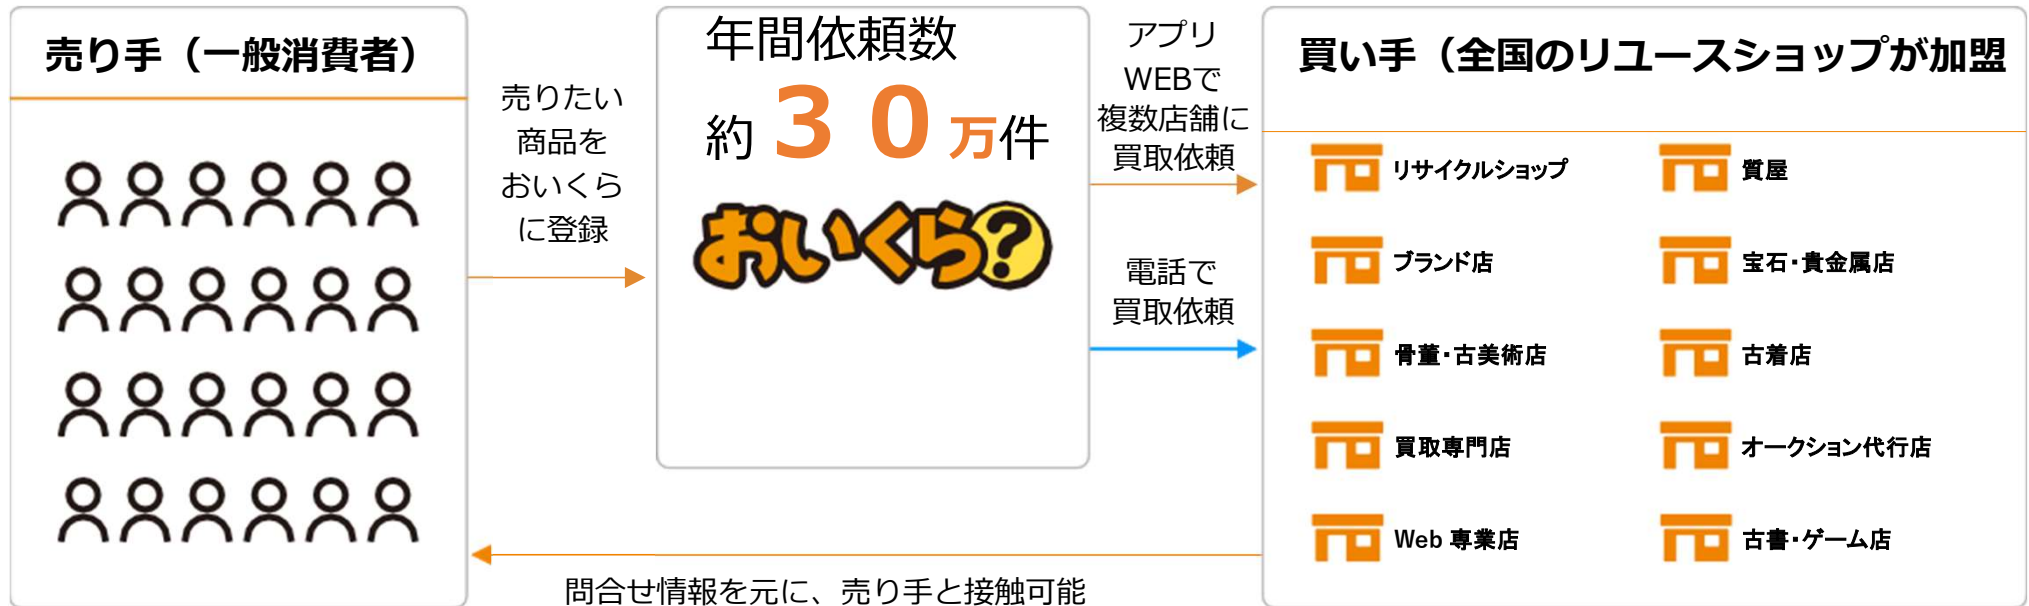 売り手（一般消費者）
売りたい
商品を
おいくら
に登録
年間依頼数
約３０万件
おいくら?
アプリ
WEBで
複数店舗に
買取依頼
電話で
買取依頼
買い手（全国のリユースショップが加盟
リサイクルショップ
質屋
ブランド店
宝石・貴金属店
骨董・古美術店
古着店
買取専門店
オークション代行店
Web 専業店
古書・ゲーム店
問合せ情報を元に、売り手と接触可能